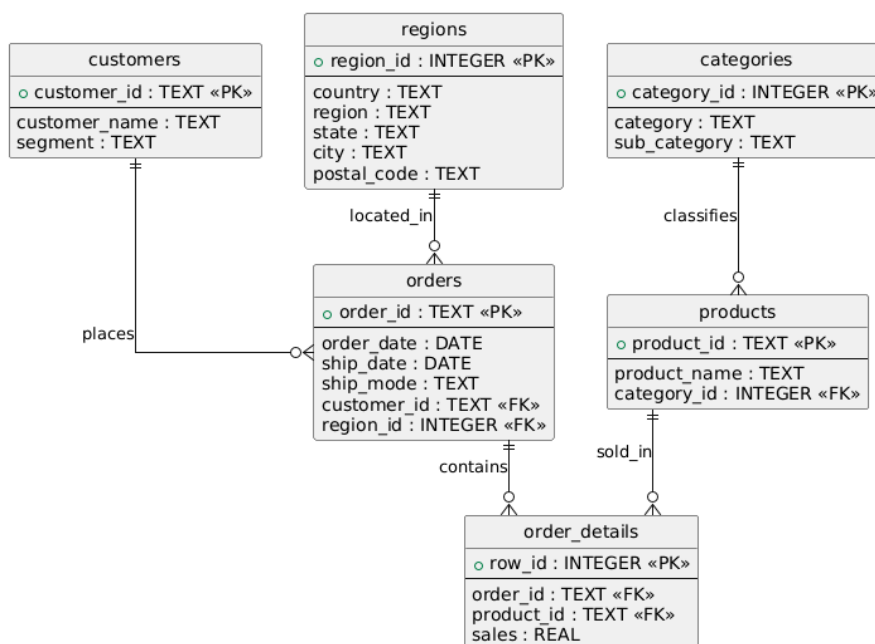 customers
customer_id : TEXT «PK»
customer_name : TEXT
segment : TEXT
regions
region_id : INTEGER «PK»
country : TEXT
region : TEXT
state : TEXT
city : TEXT
postal_code : TEXT
categories
category_id : INTEGER «PK»
category : TEXT
sub_category : TEXT
located_in
classifies
places
orders
order_id : TEXT «PK»
order_date : DATE
ship_date : DATE
ship_mode : TEXT
customer_id : TEXT «FK»
region_id : INTEGER «FK»
products
product_id : TEXT «PK»
product_name : TEXT
category_id : INTEGER «FK»
contains
sold_in
order_details
row_id : INTEGER «PK»
order_id : TEXT «FK»
product_id : TEXT «FK»
sales : REAL